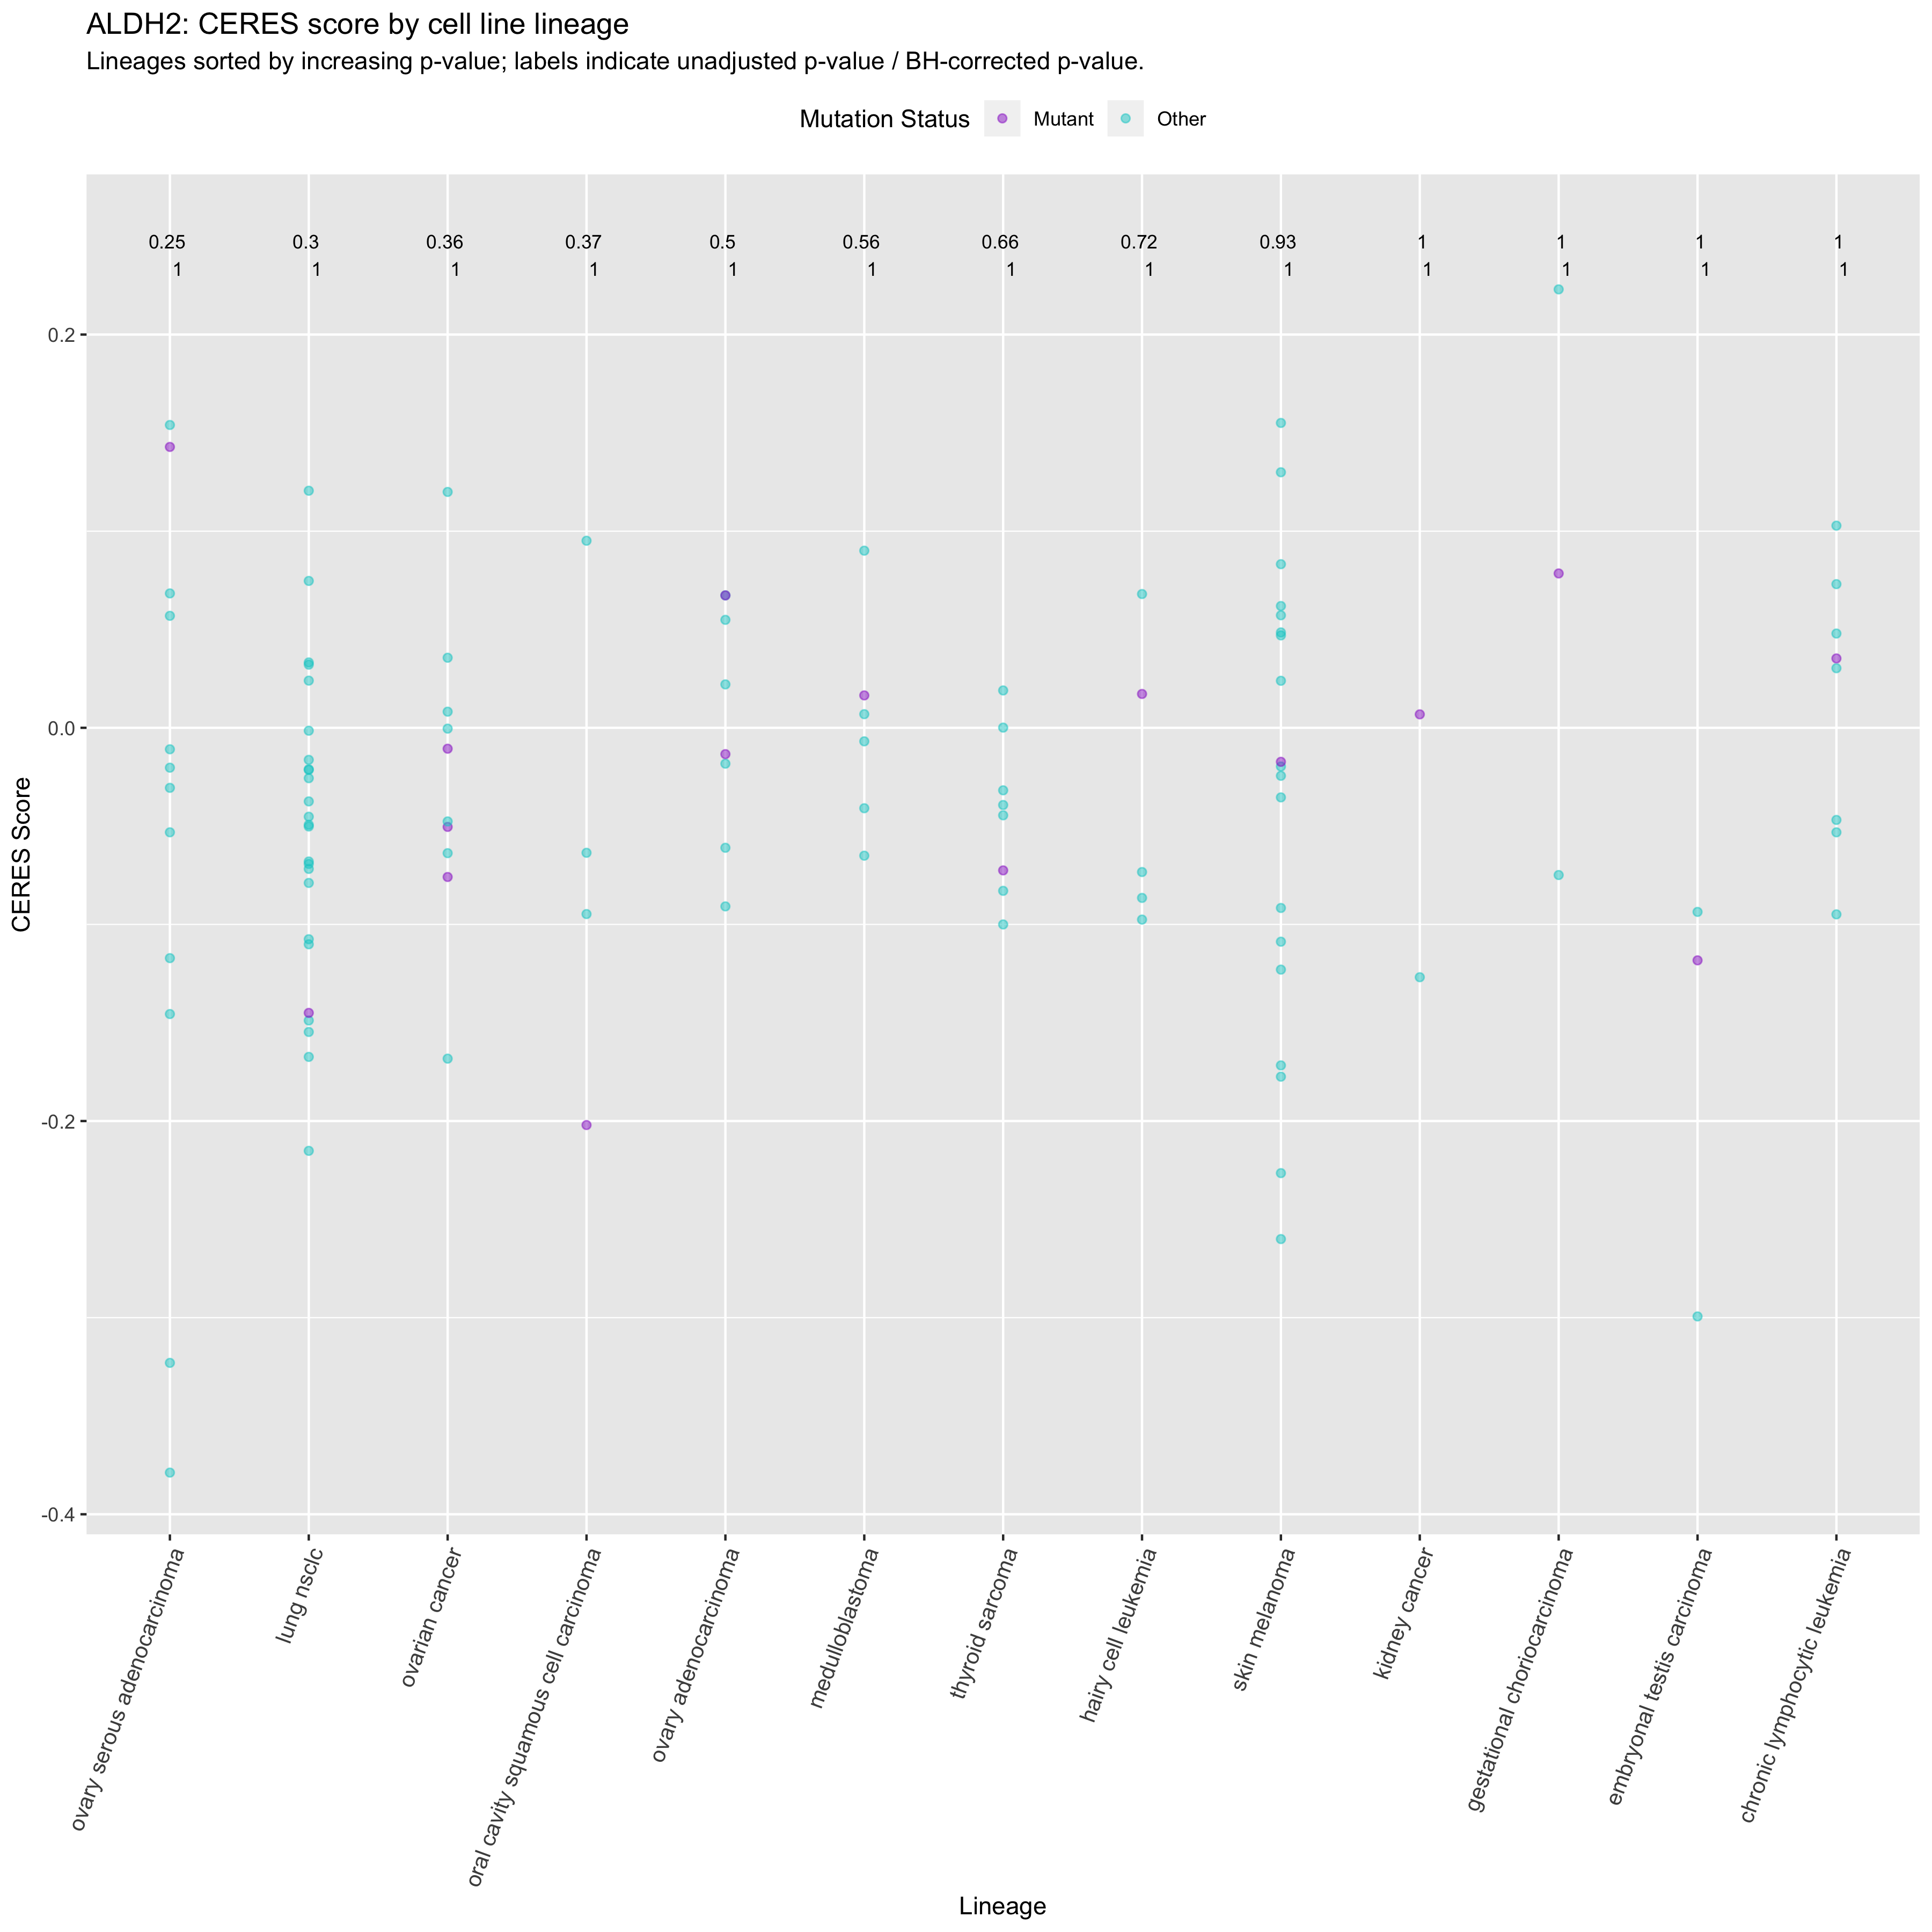 ALDH2: CERES score by cell line lineage
Lineages sorted by increasing p-value; labels indicate unadjusted p-value / BH-corrected p-value.
Mutation Status Mutant Other
0.25 0.3 0.36 0.37 0.5 0.56 0.66 0.72 0.93 1 1 1 1
1 1 1 1 1 1 1 1 1 1 1 1 1
0.2
0.0
-0.2
-0.4
CERES Score
ovary serous adenocarcinoma
lung nsclc
ovarian cancer
oral cavity squamous cell carcinoma
ovary adenocarcinoma
medulloblastoma
thyroid sarcoma
hairy cell leukemia
skin melanoma
kidney cancer
gestational choriocarcinoma
embryonal testis carcinoma
chronic lymphocytic leukemia
Lineage